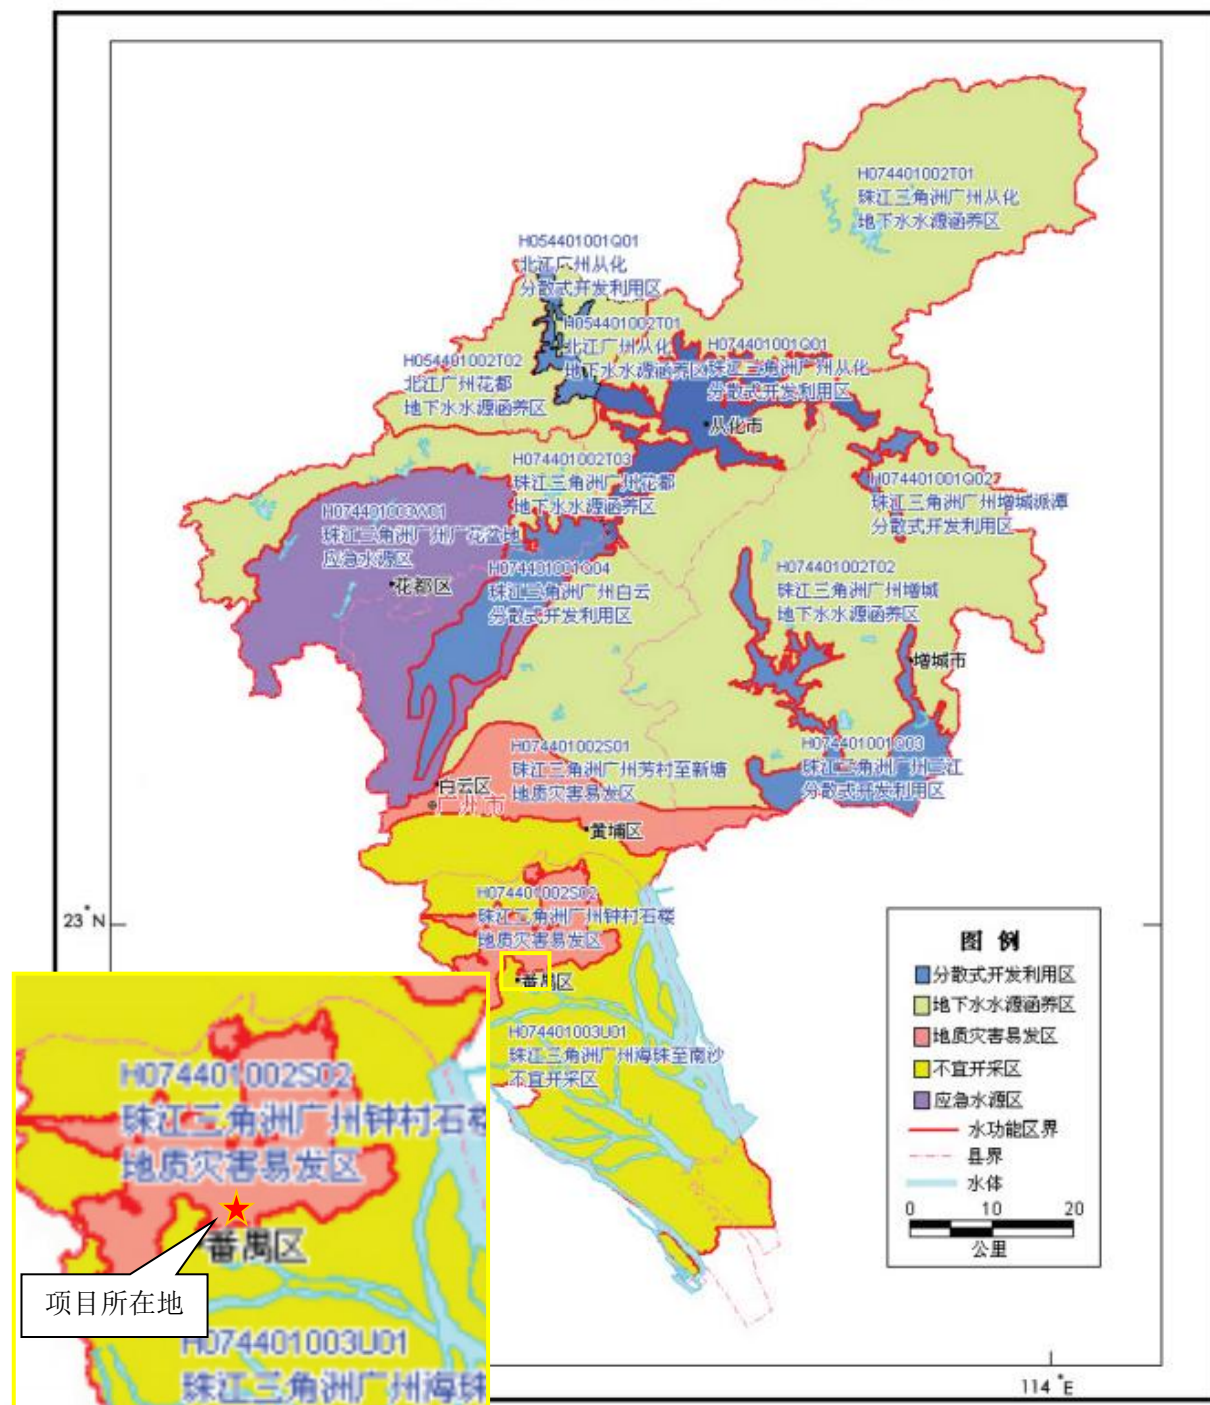 H074401002T01
珠江三角洲广州从化
地下水水源涵养区
H054401001Q01
北江广州从化
分散式开发利用区
H054401002T01
北江广州从化
地下水水源涵养区
H074401001Q01
珠江三角洲广州从化
分散式开发利用区
H054401002T02
北江广州花都
地下水水源涵养区
从化市
H074401002T03
珠江三角洲广州花都
地下水水源涵养区
H074401001Q02
珠江三角洲广州增城派潭
分散式开发利用区
H074401003W01
珠江三角洲广州广花盆地
应急水源区
花都区
H074401001Q04
珠江三角洲广州白云
分散式开发利用区
H074401002T02
珠江三角洲广州增城
地下水水源涵养区
增城市
H074401002S01
珠江三角洲广州芳村至新塘
地质灾害易发区
H074401001Q03
珠江三角洲广州三江
分散式开发利用区
白云区
广州市
黄埔区
H074401002S02
珠江三角洲广州钟村石楼
地质灾害易发区
番禺区
H074401003U01
珠江三角洲广州海珠至南沙
不宜开采区
23°N
114°E
图 例
分散式开发利用区
地下水水源涵养区
地质灾害易发区
不宜开采区
应急水源区
水功能区界
县界
水体
0 10 20
公里
H074401002S02
珠江三角洲广州钟村石楼
地质灾害易发区
番禺区
项目所在地
H074401003U01
珠江三角洲广州海珠